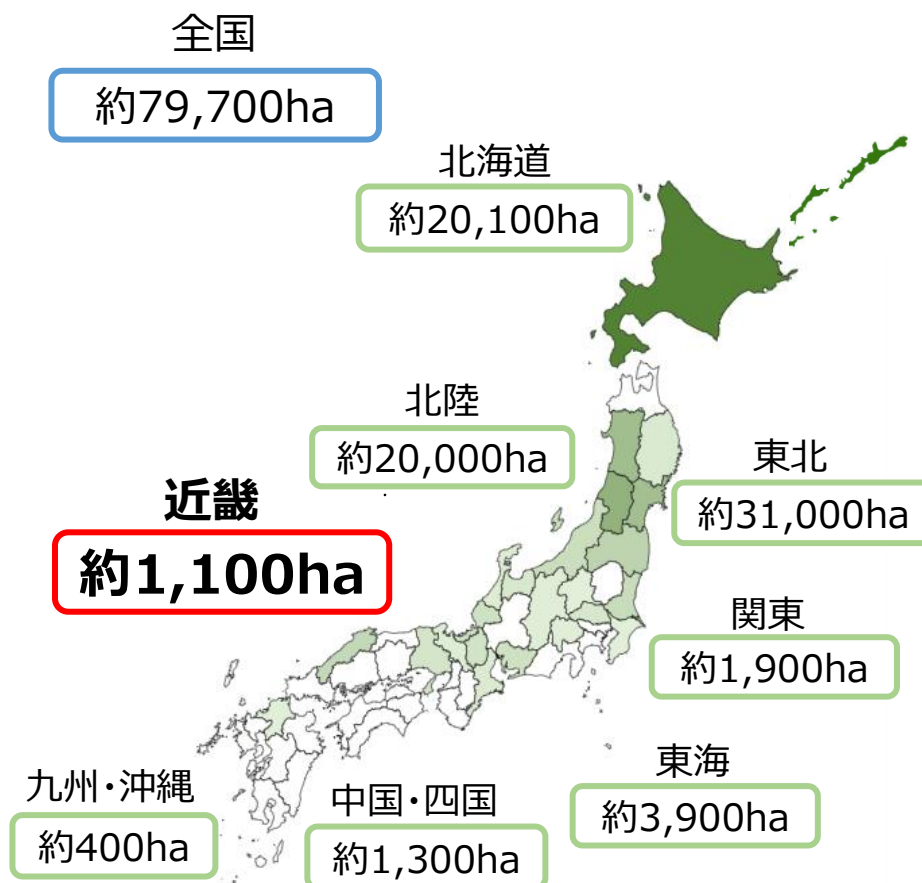 全国
約79,700ha
北海道
約20,100ha
北陸
約20,000ha
東北
約31,000ha
近畿
約1,100ha
関東
約1,900ha
東海
約3,900ha
九州・沖縄
約400ha
中国・四国
約1,300ha